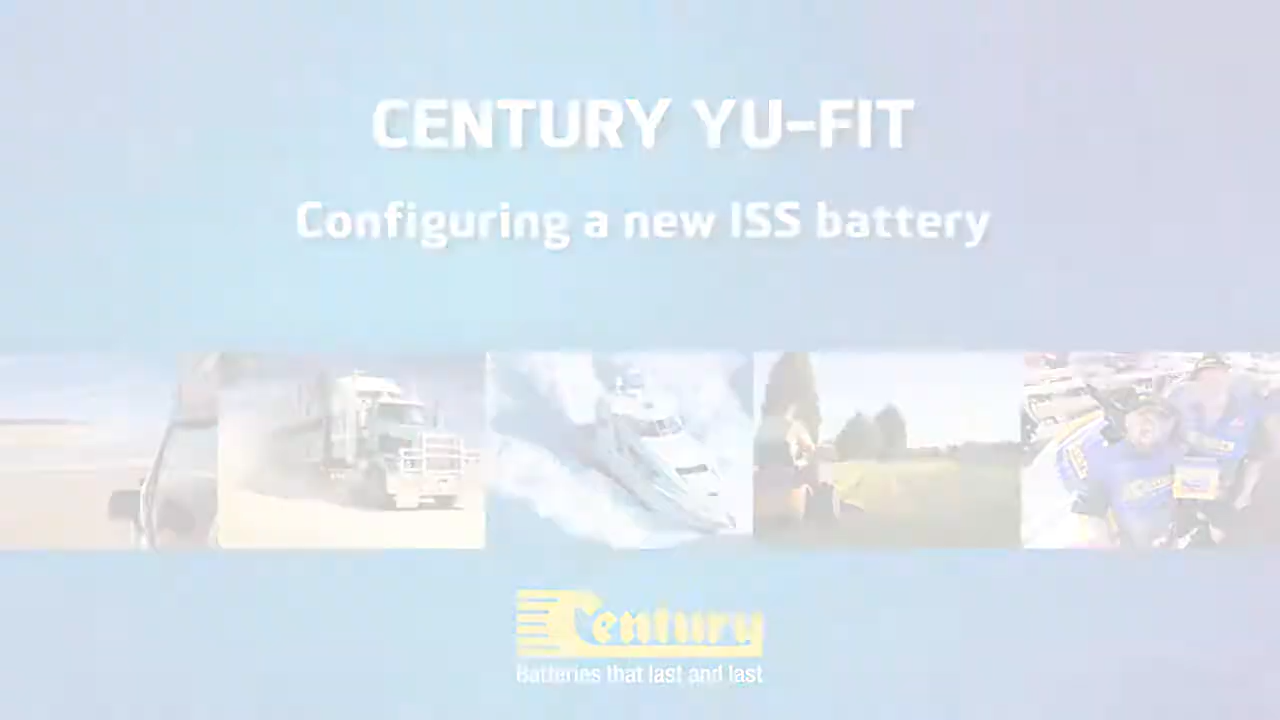 CENTURY YU-FIT
Configuring a new ISS battery
Century
Batteries that last and last